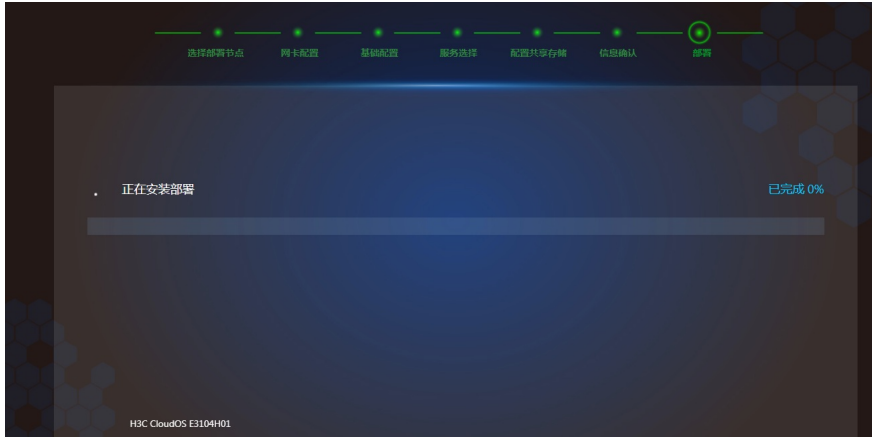 选择部署节点 网卡配置 基础配置 服务选择 配置共享存储 信息确认 部署
正在安装部署 已完成 0%
H3C CloudOS E3104H01